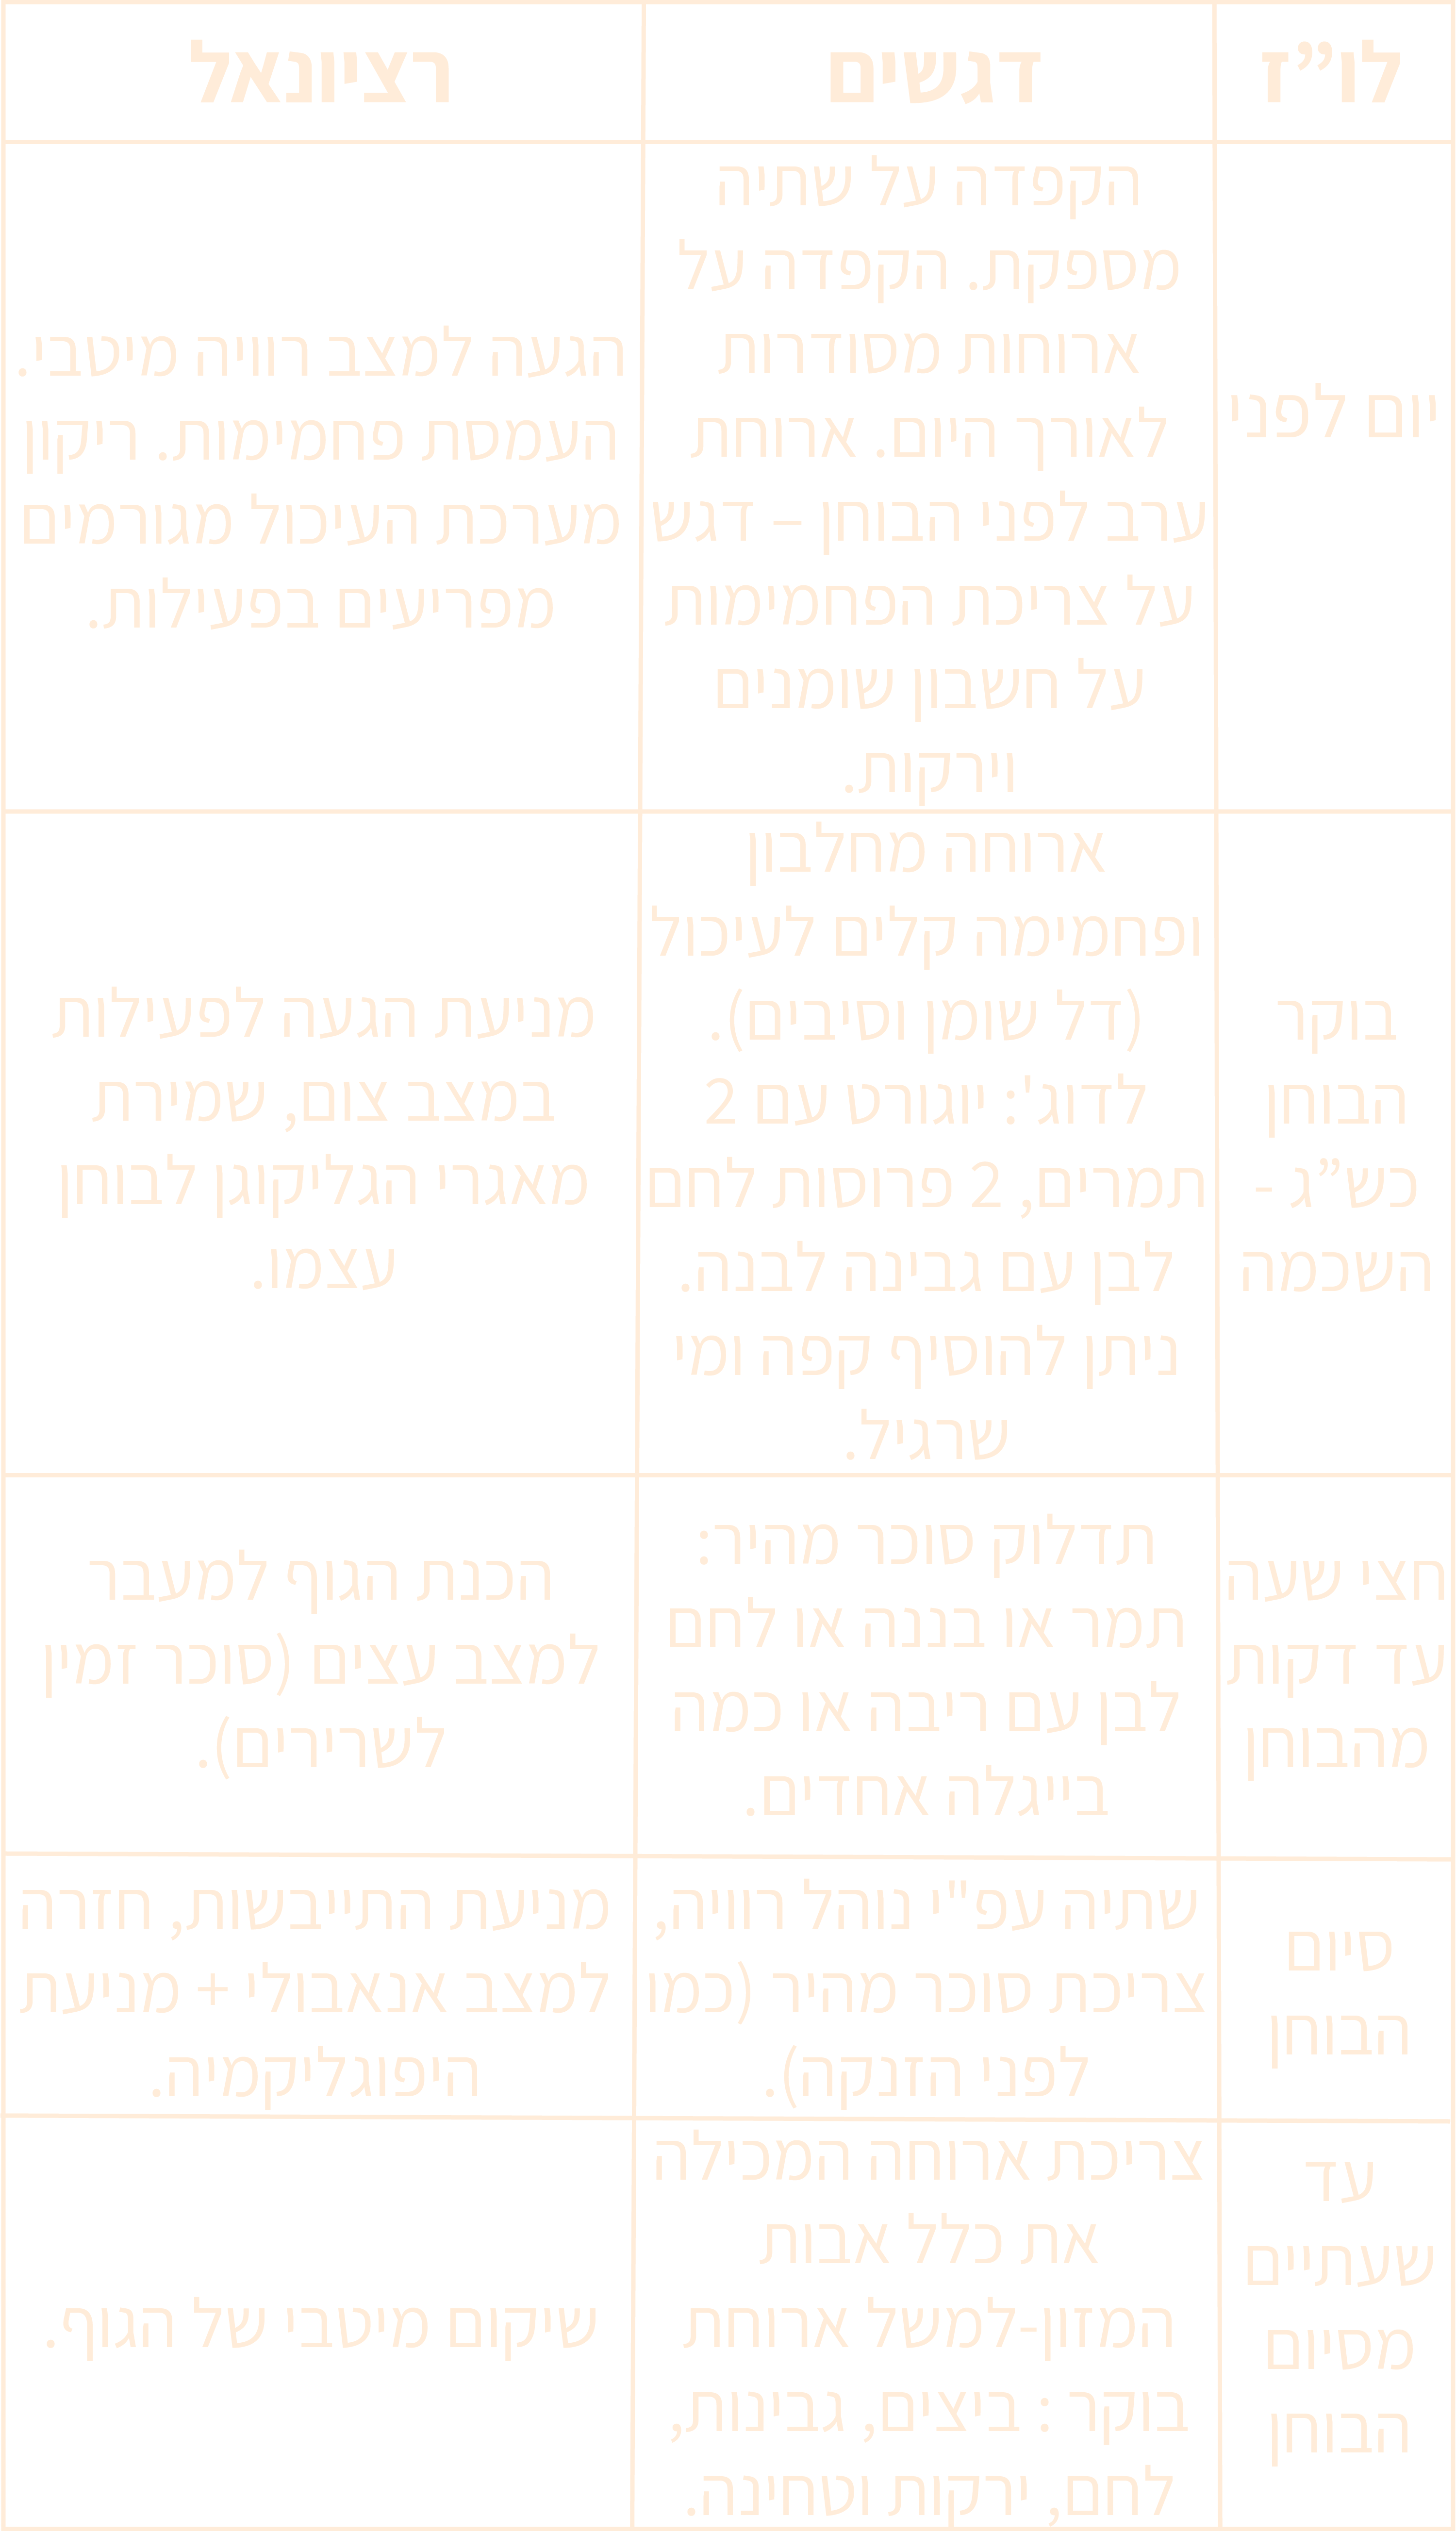 לו”ז
דגשים
רציונאל
יום לפני
הקפדה על שתיה
מספקת. הקפדה על
ארוחות מסודרות
לאורך היום. ארוחת
ערב לפני הבוחן – דגש
על צריכת הפחמימות
על חשבון שומנים
וירקות.
הגעה למצב רוויה מיטבי.
העמסת פחמימות. ריקון
מערכת העיכול מגורמים
מפריעים בפעילות.
בוקר
הבוחן
כש”ג -
השכמה
ארוחה מחלבון
ופחמימה קלים לעיכול
(דל שומן וסיבים).
לדוג': יוגורט עם 2
תמרים, 2 פרוסות לחם
לבן עם גבינה לבנה.
ניתן להוסיף קפה ומי
שרגיל.
מניעת הגעה לפעילות
במצב צום, שמירת
מאגרי הגליקוגן לבוחן
עצמו.
חצי שעה
עד דקות
מהבוחן
תדלוק סוכר מהיר:
תמר או בננה או לחם
לבן עם ריבה או כמה
בייגלה אחדים.
הכנת הגוף למעבר
למצב עצים (סוכר זמין
לשרירים).
סיום
הבוחן
שתיה עפ"י נוהל רוויה,
צריכת סוכר מהיר (כמו
לפני הזנקה).
מניעת התייבשות, חזרה
למצב אנאבולי + מניעת
היפוגליקמיה.
עד
שעתיים
מסיום
הבוחן
צריכת ארוחה המכילה
את כלל אבות
המזון-למשל ארוחת
בוקר : ביצים, גבינות,
לחם, ירקות וטחינה.
שיקום מיטבי של הגוף.